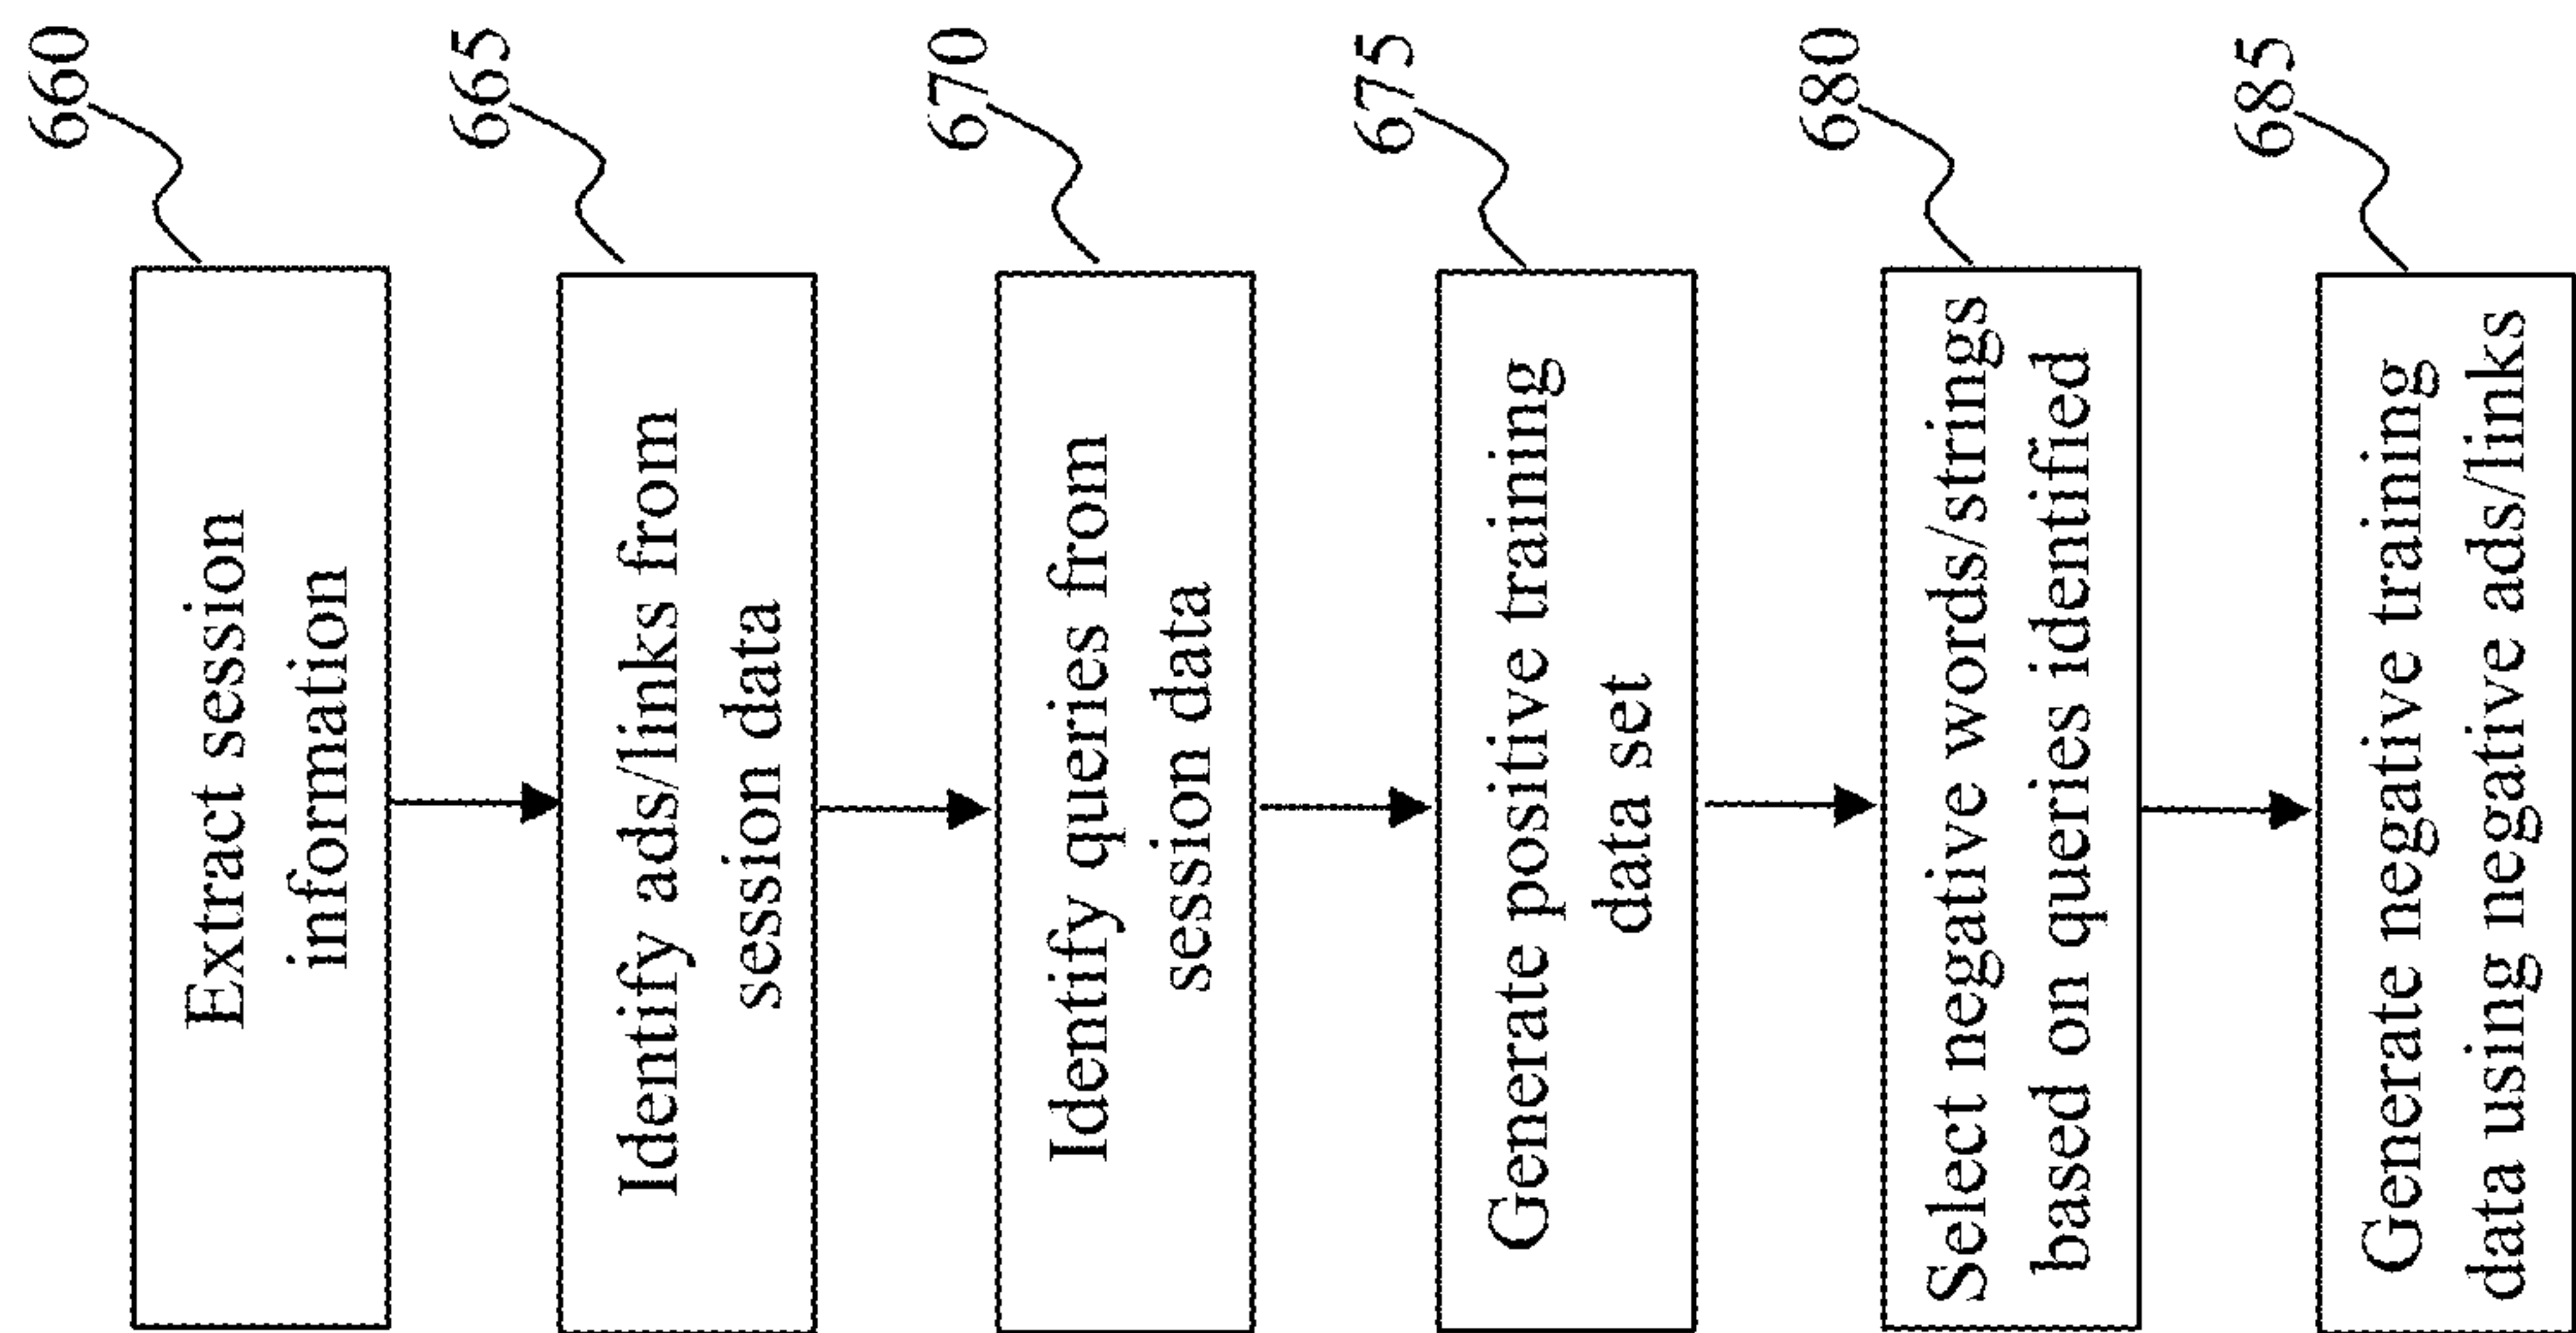 660
Extract session
information
665
Identify ads/links from
session data
670
Identify queries from
session data
675
Generate positive training
data set
680
Select negative words/strings
based on queries identified
685
Generate negative training
data using negative ads/links